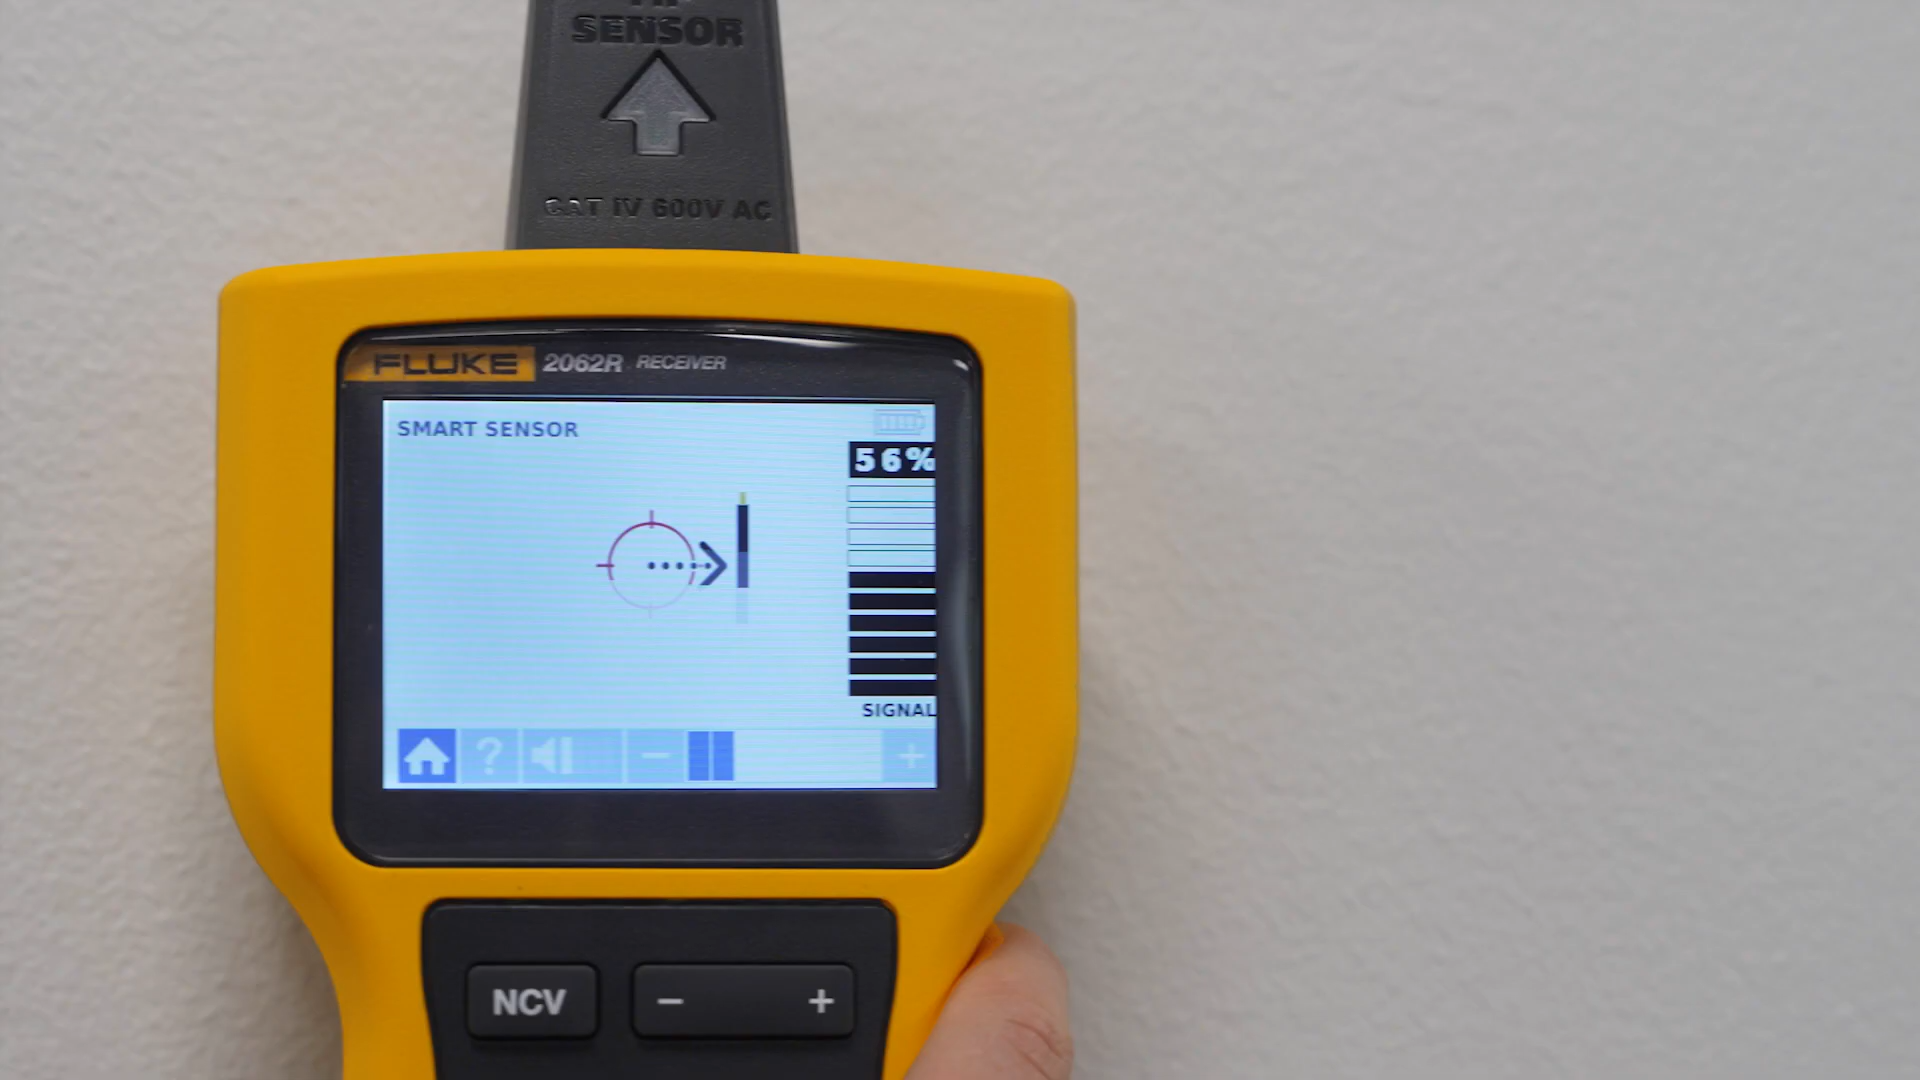 SENSOR
CAT IV 600V AC
FLUKE 2062R RECEIVER
SMART SENSOR
56%
SIGNAL
?
NCV
- +